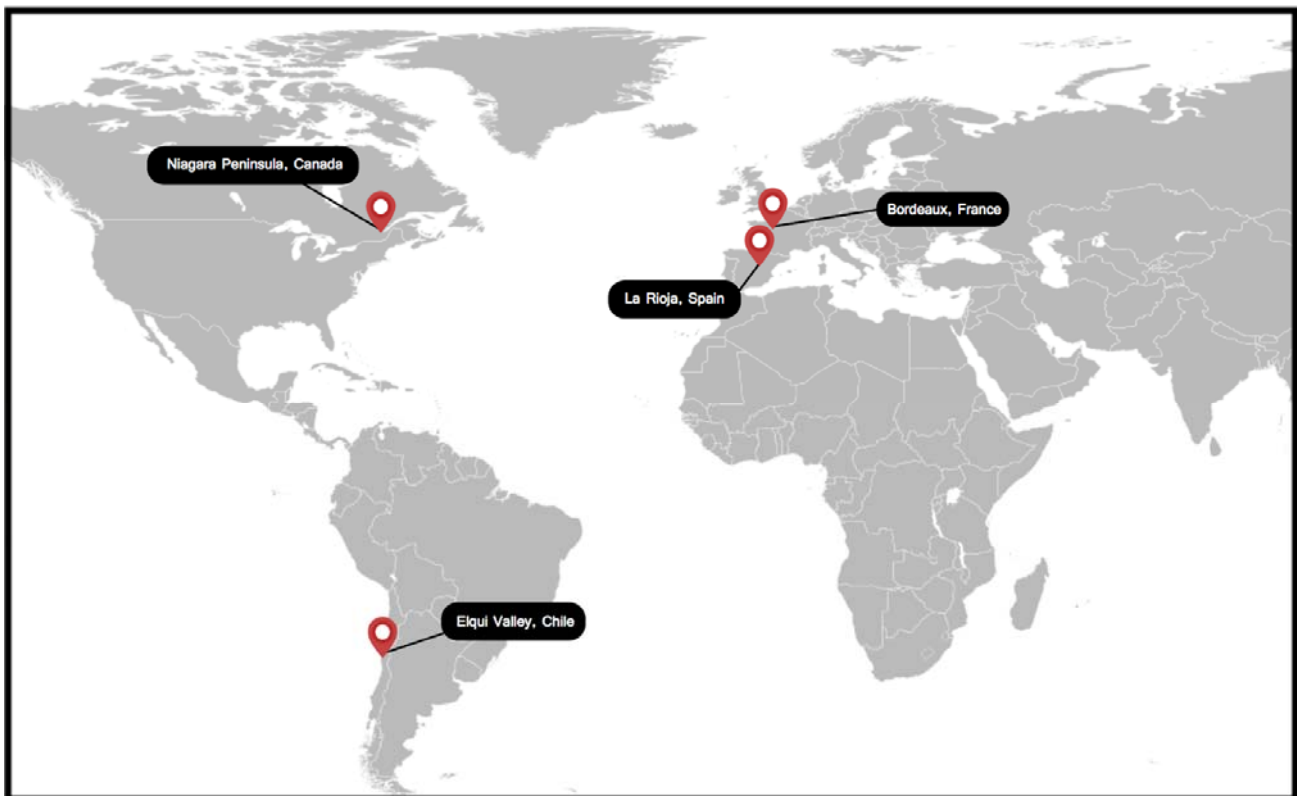 Niagara Peninsula, Canada
Bordeaux, France
La Rioja, Spain
Elqui Valley, Chile